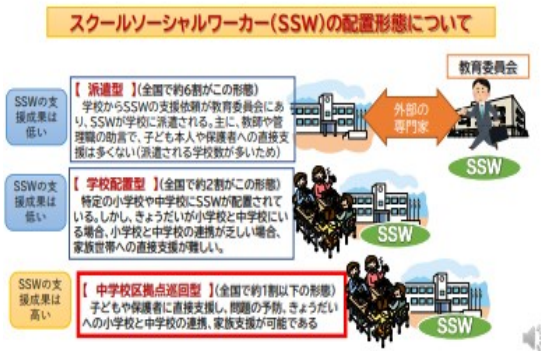 スクールソーシャルワーカー(SSW)の配置形態について
教育委員会
SSWの支
援成果は
低い
【 派遣型 】(全国で約6割がこの形態)
学校からSSWの支援依頼が教育委員会にあ
り、SSWが学校に派遣される。主に、教師や管
理職の助言で、子ども本人や保護者への直接支
援は多くない(派遣される学校数が多いため)
外部の
専門家
SSW
SSWの支
援成果は
低い
【 学校配置型 】(全国で約2割がこの形態)
特定の小学校や中学校にSSWが配置されて
いる。しかし、きょうだいが小学校と中学校にい
る場合、小学校と中学校の連携が乏しい場合、
家族世帯への直接支援が難しい。
SSW
SSWの支
援成果は
高い
【 中学校区拠点巡回型 】(全国で約1割以下の形態)
子どもや保護者に直接支援し、問題の予防、きょうだい
への小学校と中学校の連携、家族支援が可能である
SSW